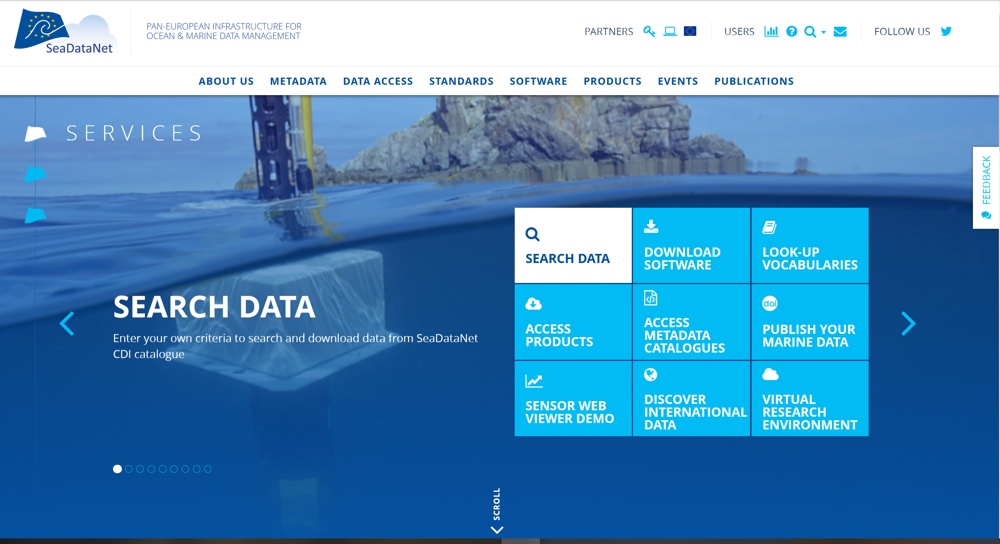 SeaDataNet
PAN-EUROPEAN INFRASTRUCTURE FOR
OCEAN & MARINE DATA MANAGEMENT
PARTNERS
USERS
FOLLOW US
ABOUT US
METADATA
DATA ACCESS
STANDARDS
SOFTWARE
PRODUCTS
EVENTS
PUBLICATIONS
SERVICES
FEEDBACK
SEARCH DATA
Enter your own criteria to search and download data from SeaDataNet
CDI catalogue
SEARCH DATA
DOWNLOAD
SOFTWARE
LOOK-UP
VOCABULARIES
ACCESS
PRODUCTS
ACCESS
METADATA
CATALOGUES
doi
PUBLISH YOUR
MARINE DATA
SENSOR WEB
VIEWER DEMO
DISCOVER
INTERNATIONAL
DATA
VIRTUAL
RESEARCH
ENVIRONMENT
SCROLL